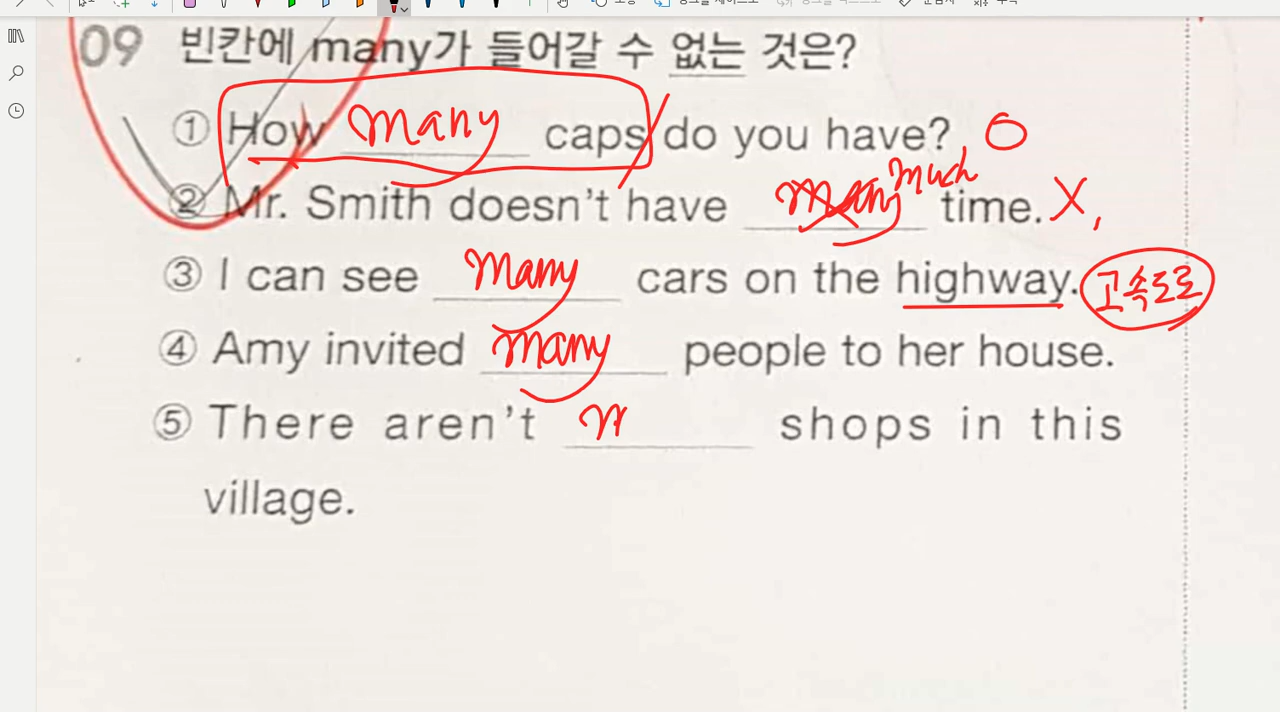 09 빈칸에 many가 들어갈 수 없는 것은?
① How many caps do you have? O
② Mr. Smith doesn't have many much time. X,
③ I can see many cars on the highway. 고속도로
④ Amy invited many people to her house.
⑤ There aren't m shops in this
village.